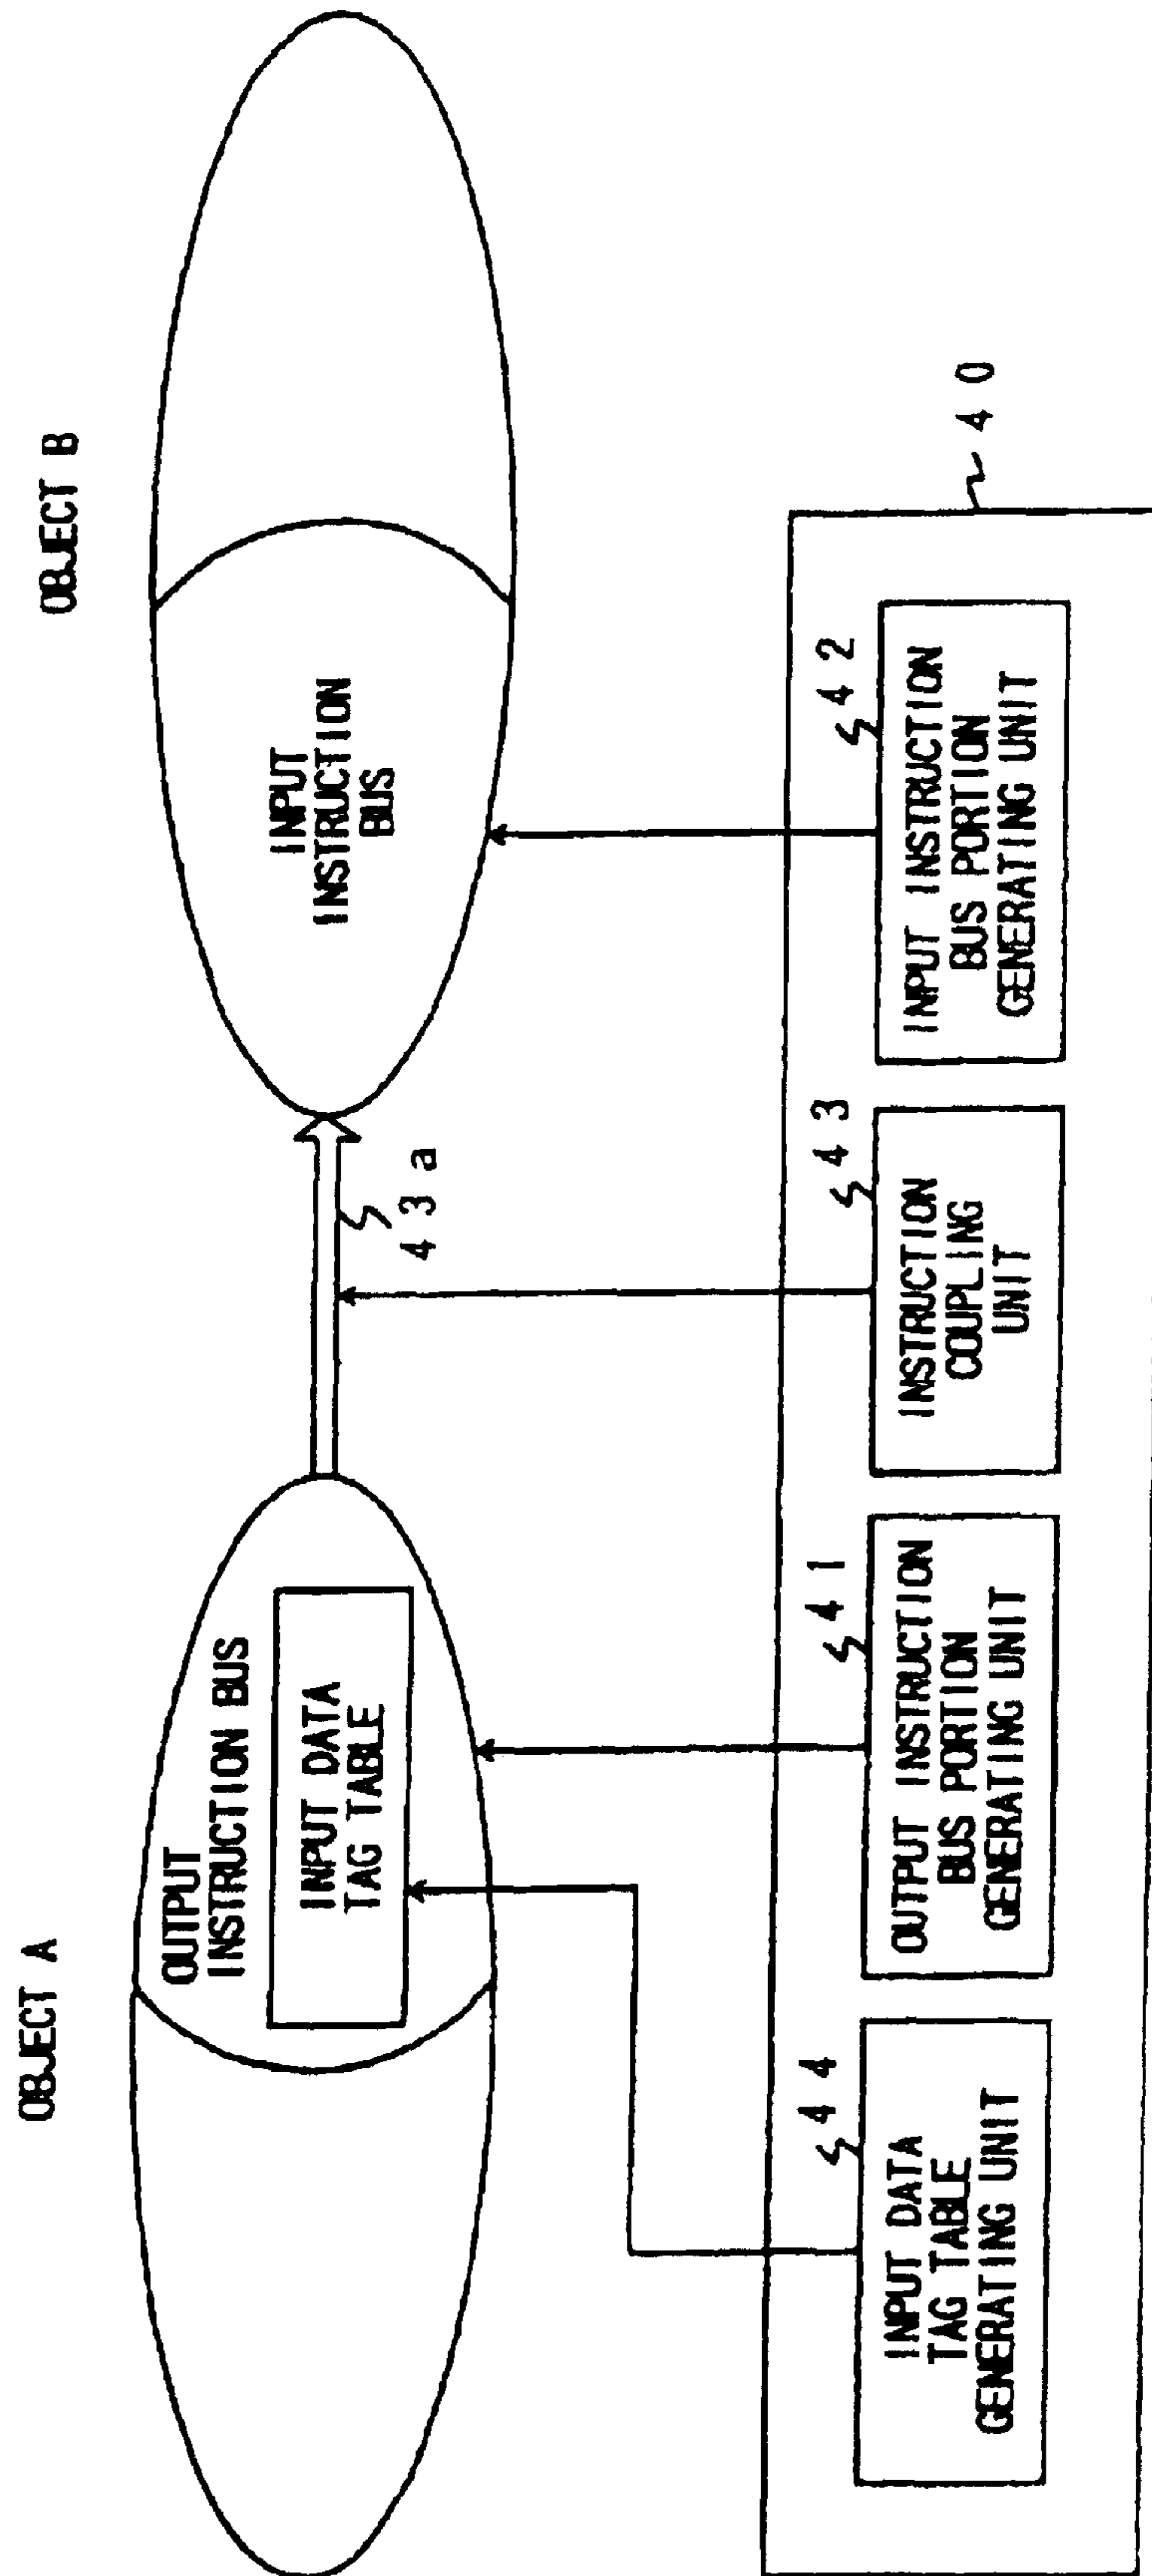 OBJECT A
OUTPUT
INSTRUCTION BUS
INPUT DATA
TAG TABLE
43a
OBJECT B
INPUT
INSTRUCTION
BUS
40
44
INPUT DATA
TAG TABLE
GENERATING UNIT
41
OUTPUT INSTRUCTION
BUS PORTION
GENERATING UNIT
43
INSTRUCTION
COUPLING
UNIT
42
INPUT INSTRUCTION
BUS PORTION
GENERATING UNIT